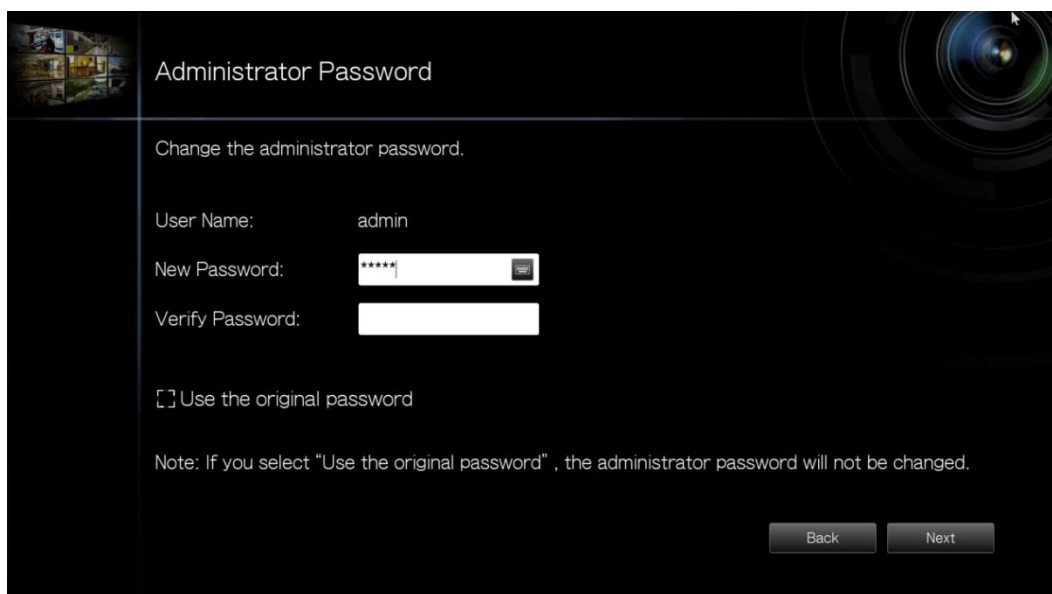 Administrator Password
Change the administrator password.
User Name: admin
New Password: *****
Verify Password:
Use the original password
Note: If you select “Use the original password” , the administrator password will not be changed.
Back Next